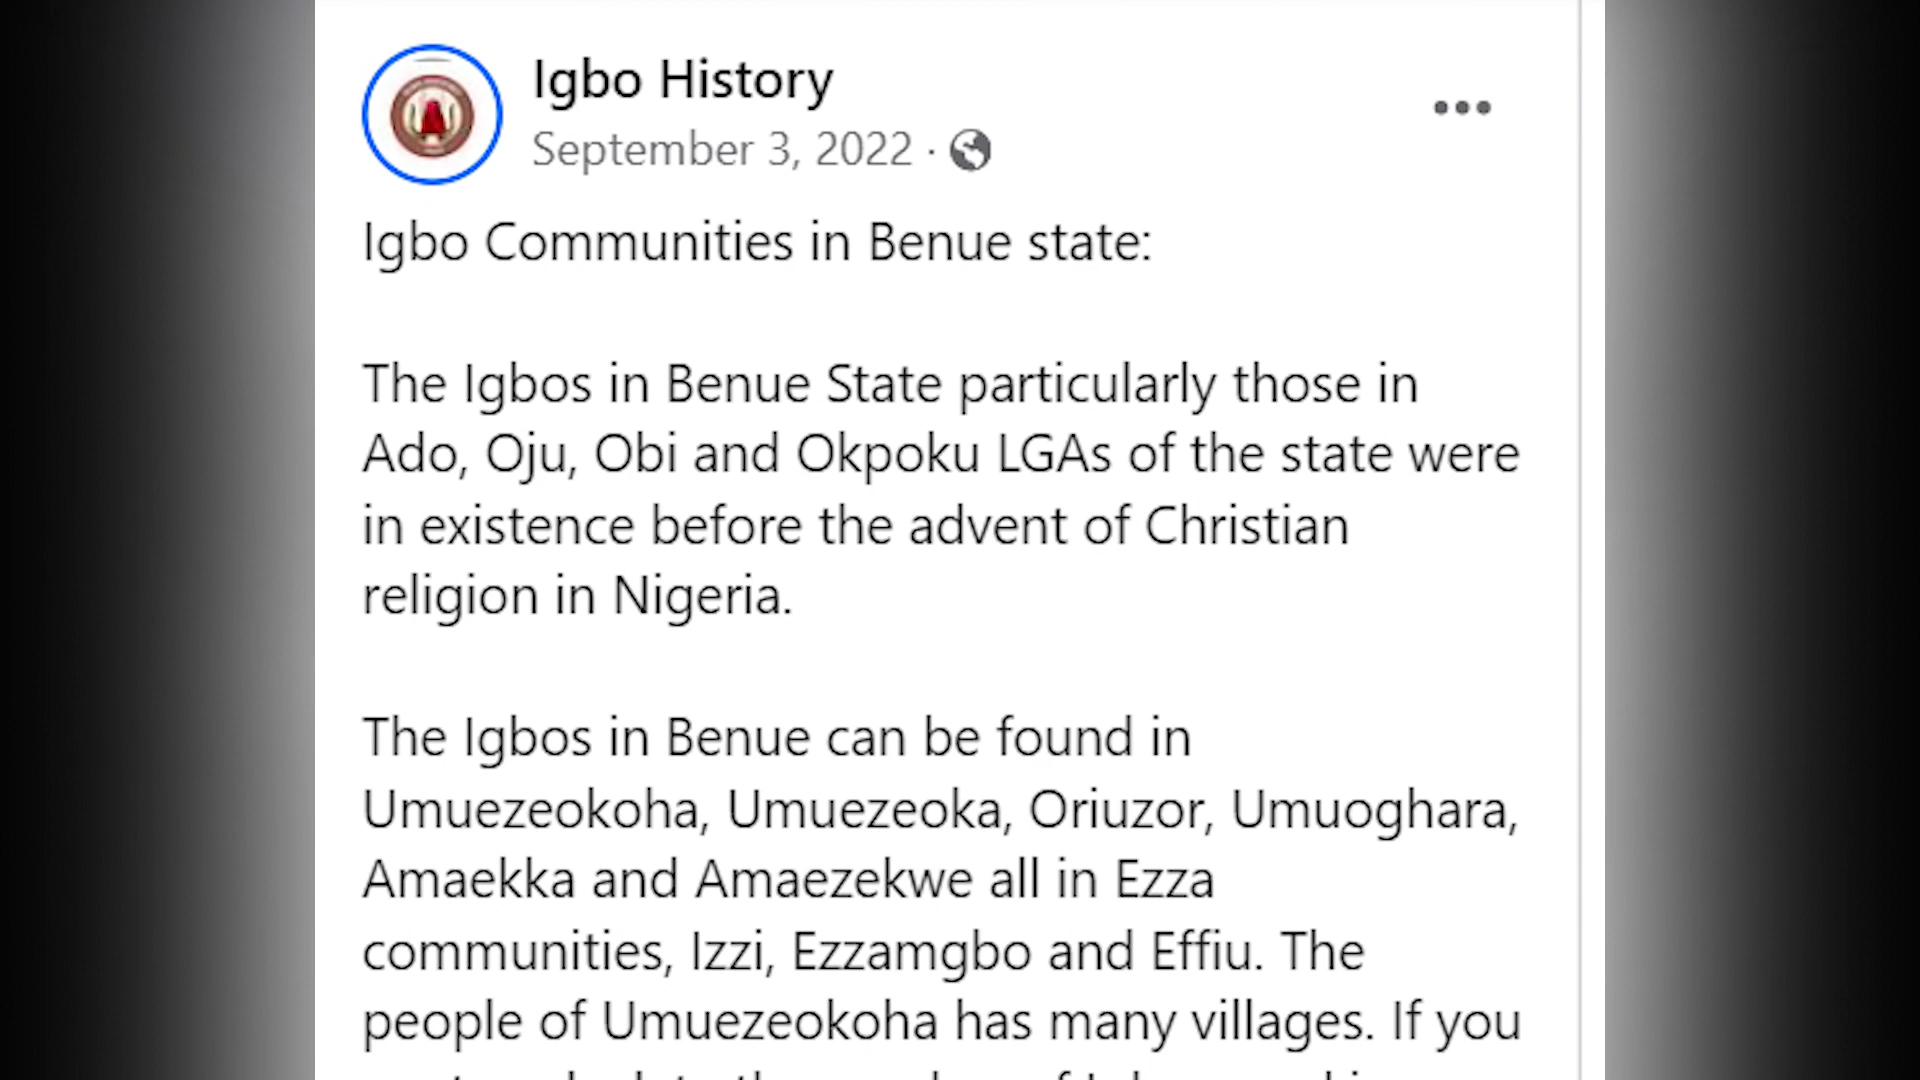 Igbo History
September 3, 2022 ·
Igbo Communities in Benue state:
The Igbos in Benue State particularly those in
Ado, Oju, Obi and Okpoku LGAs of the state were
in existence before the advent of Christian
religion in Nigeria.
The Igbos in Benue can be found in
Umuezeokoha, Umuezeoka, Oriuzor, Umuoghara,
Amaekka and Amaezekwe all in Ezza
communities, Izzi, Ezzamgbo and Effiu. The
people of Umuezeokoha has many villages. If you